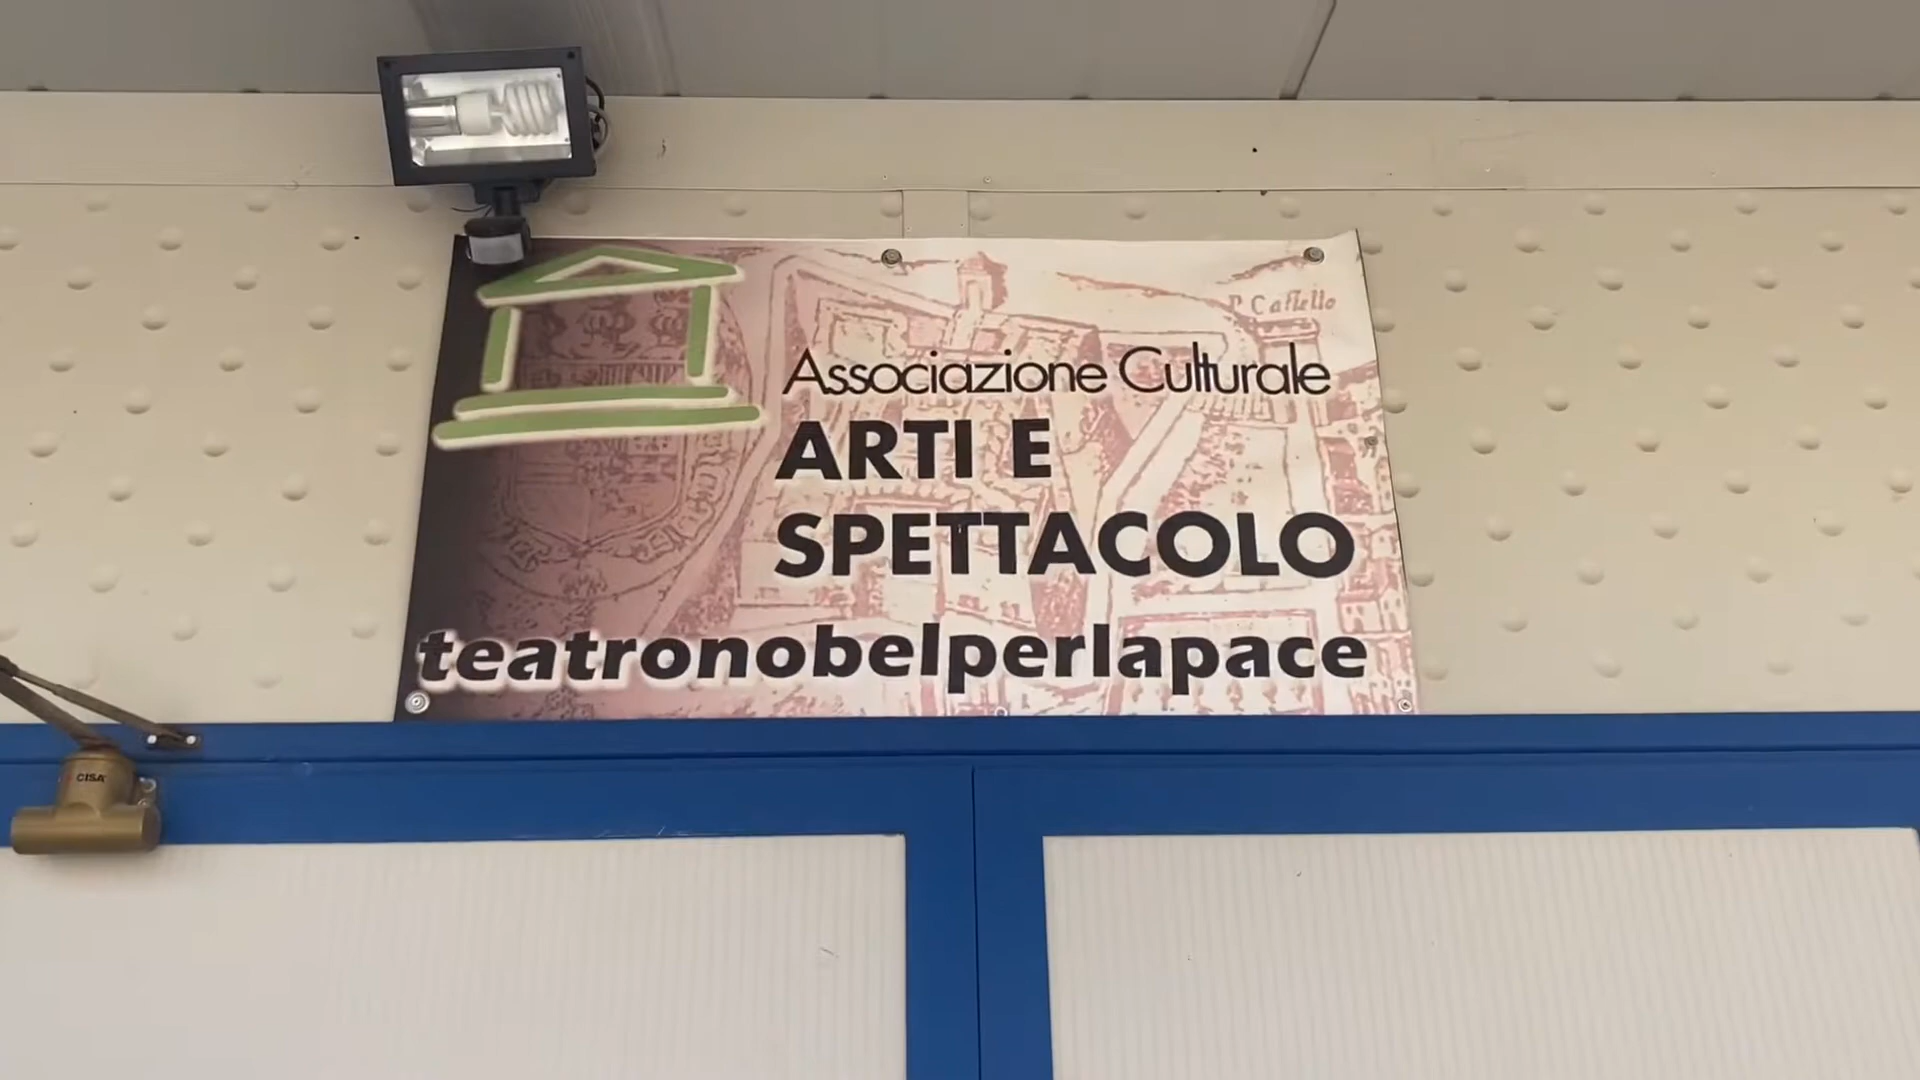 P. Caſtello
Associazione Culturale
ARTI E
SPETTACOLO
teatronobelperlapace
CISA